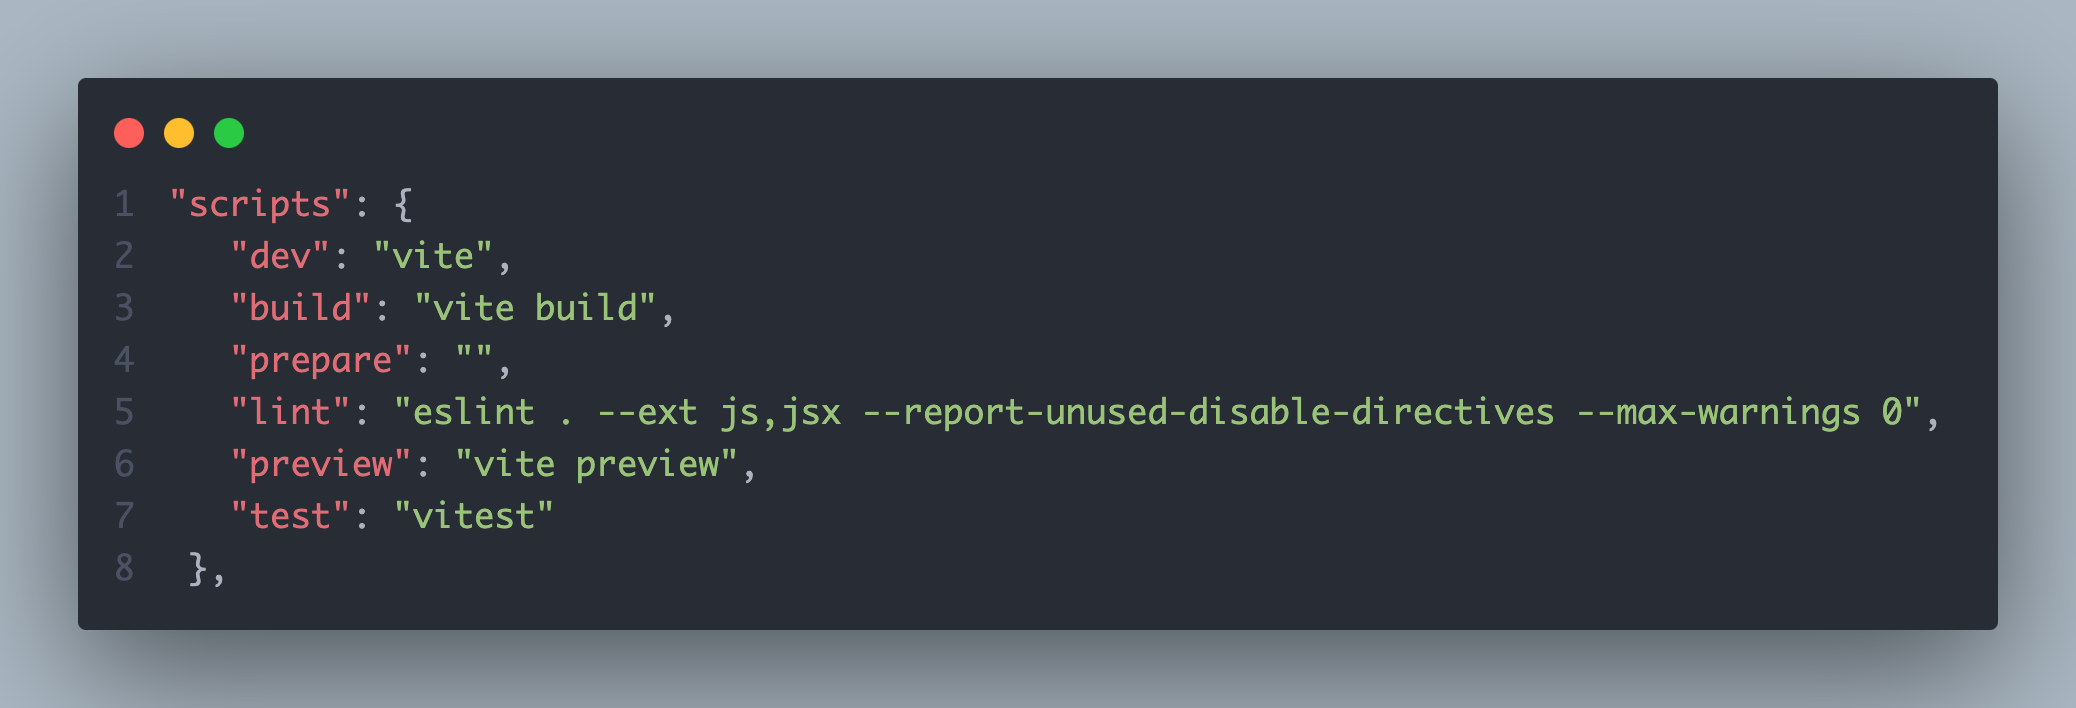 1 "scripts": {
2    "dev": "vite",
3    "build": "vite build",
4    "prepare": "",
5    "lint": "eslint . --ext js,jsx --report-unused-disable-directives --max-warnings 0",
6    "preview": "vite preview",
7    "test": "vitest"
8  },